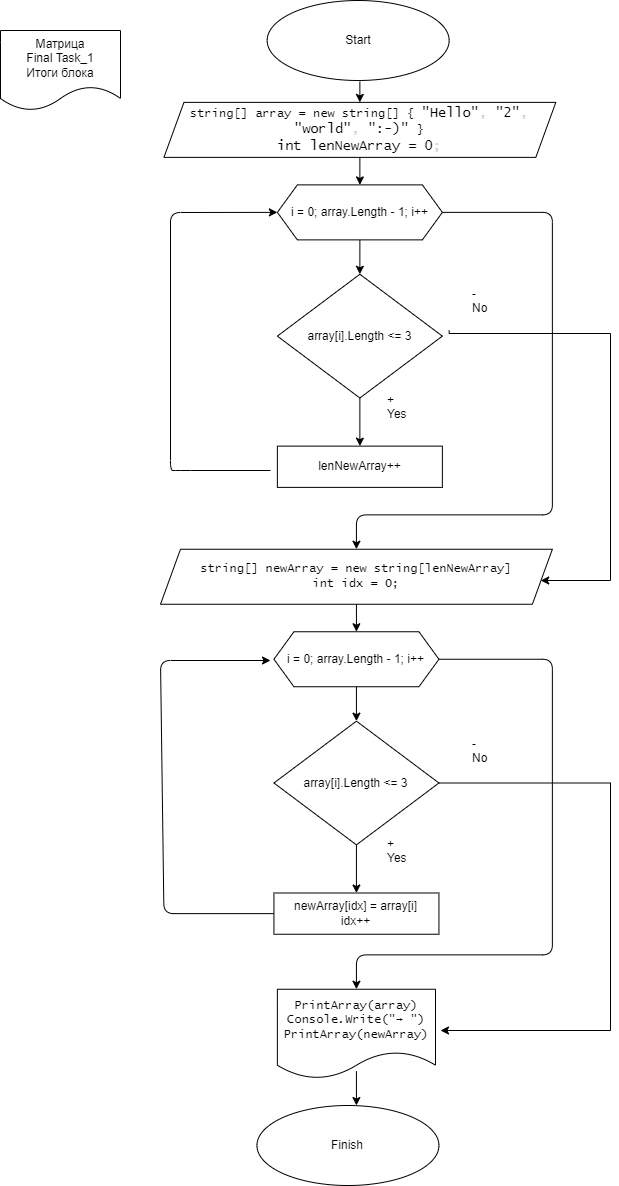 Матрица
Final Task_1
Итоги блока
Start
string[] array = new string[] { "Hello", "2",
"world", ":-)" }
int lenNewArray = 0;
i = 0; array.Length - 1; i++
-
No
array[i].Length <= 3
+
Yes
lenNewArray++
string[] newArray = new string[lenNewArray]
int idx = 0;
i = 0; array.Length - 1; i++
-
No
array[i].Length <= 3
+
Yes
newArray[idx] = array[i]
idx++
PrintArray(array)
Console.Write("→ ")
PrintArray(newArray)
Finish